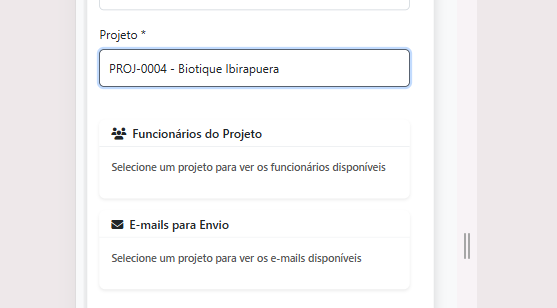 Projeto *
PROJ-0004 - Biotique Ibirapuera
Funcionários do Projeto
Selecione um projeto para ver os funcionários disponíveis
E-mails para Envio
Selecione um projeto para ver os e-mails disponíveis